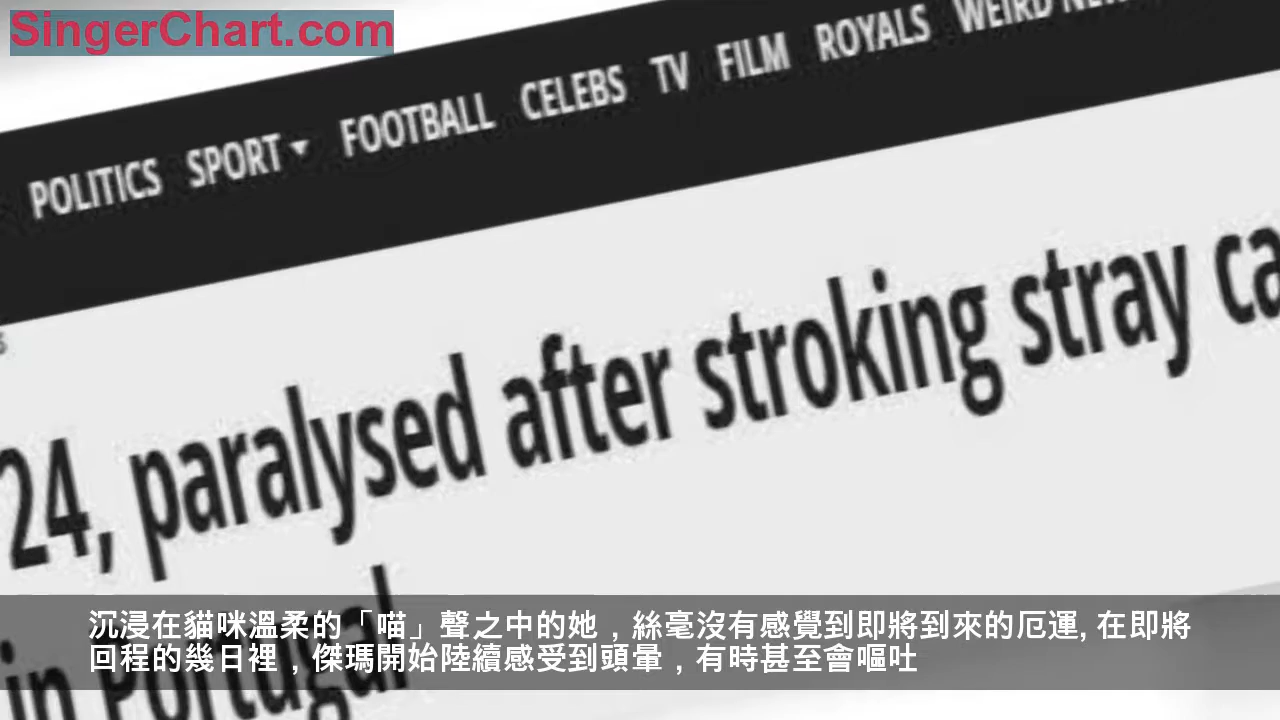 SingerChart.com
POLITICS SPORT FOOTBALL CELEBS TV FILM ROYALS WEIRD
24, paralysed after stroking stray
in Portugal
沉浸在貓咪溫柔的「喵」聲之中的她，絲毫沒有感覺到即將到來的厄運, 在即將
回程的幾日裡，傑瑪開始陸續感受到頭暈，有時甚至會嘔吐